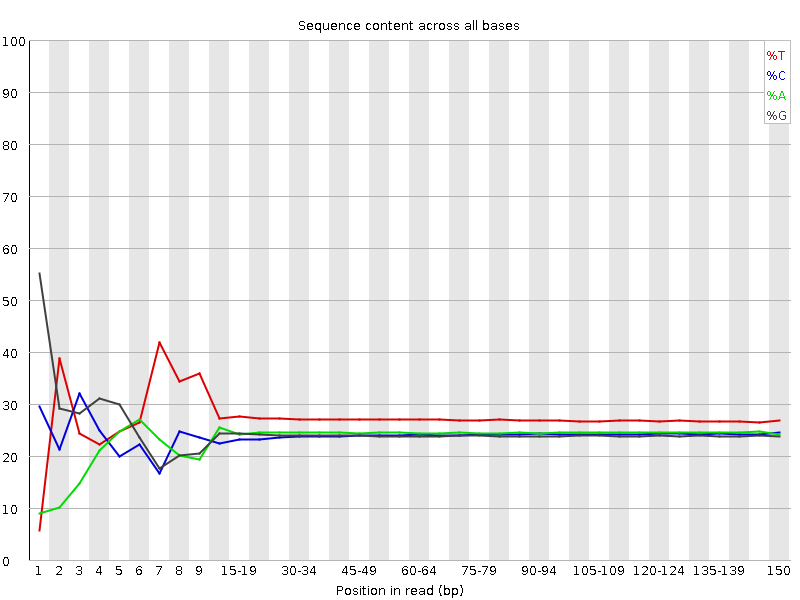 Sequence content across all bases
100
90
80
70
60
50
40
30
20
10
0
%T
%C
%A
%G
1 2 3 4 5 6 7 8 9 15-19 30-34 45-49 60-64 75-79 90-94 105-109 120-124 135-139 150
Position in read (bp)